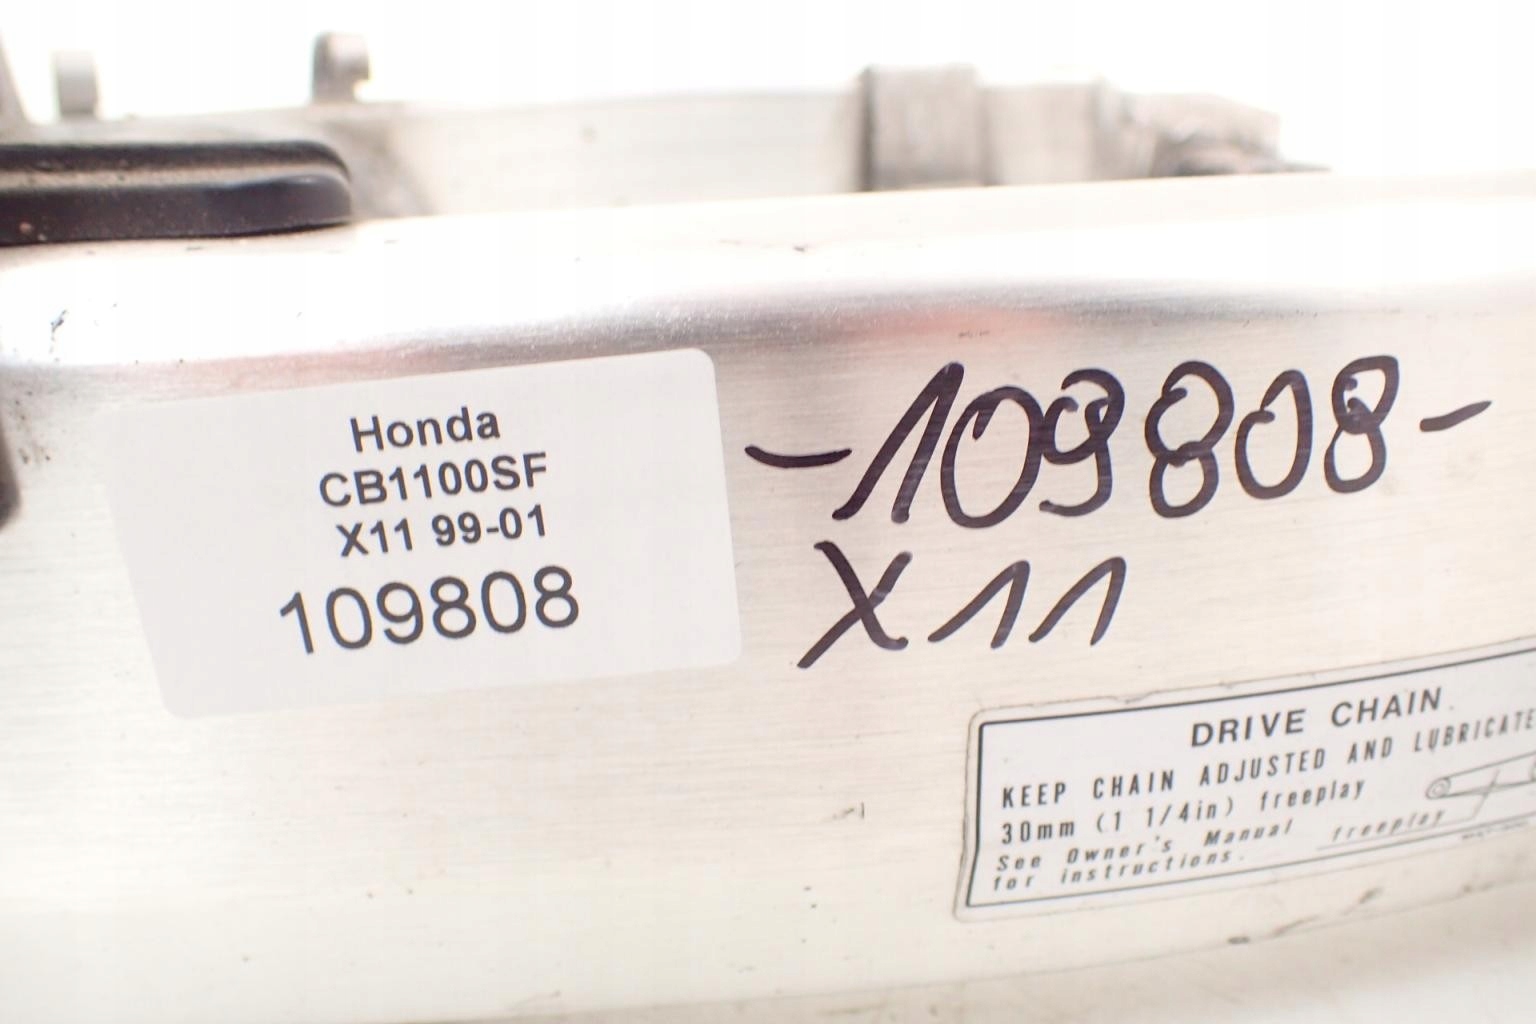 Honda
CB1100SF
X11 99-01
109808
-109808-
X11
DRIVE CHAIN
KEEP CHAIN ADJUSTED AND LUBRICATE
30mm (1 1/4in) freeplay
See Owner's Manual
for instructions.
freeplay